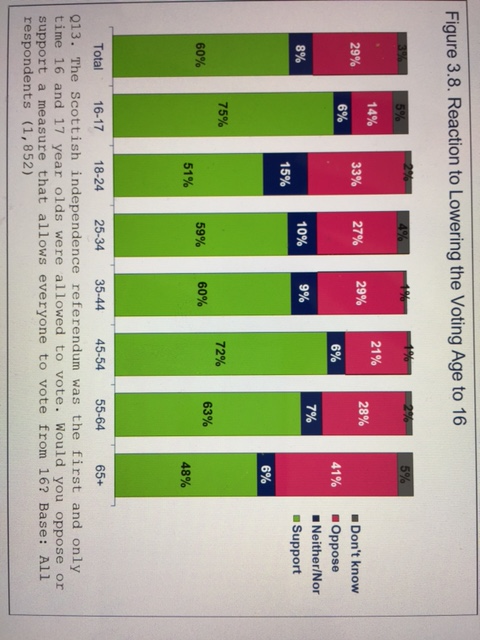 Figure 3.8. Reaction to Lowering the Voting Age to 16
3% 5% 2% 4% 1% 1% 2% 5%
29% 14% 33% 27% 29% 21% 28% 41%
8% 6% 15% 10% 9% 6% 7% 6%
60% 75% 51% 59% 60% 72% 63% 48%
Total 16-17 18-24 25-34 35-44 45-54 55-64 65+
Don't know
Oppose
Neither/Nor
Support
Q13. The Scottish independence referendum was the first and only
time 16 and 17 year olds were allowed to vote. Would you oppose or
support a measure that allows everyone to vote from 16? Base: All
respondents (1,852)